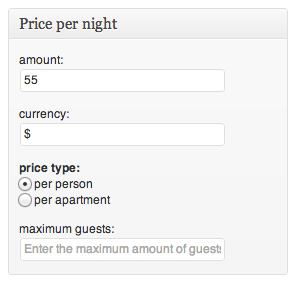 Price per night
amount:
55
currency:
$
price type:
per person
per apartment
maximum guests:
Enter the maximum amount of guests